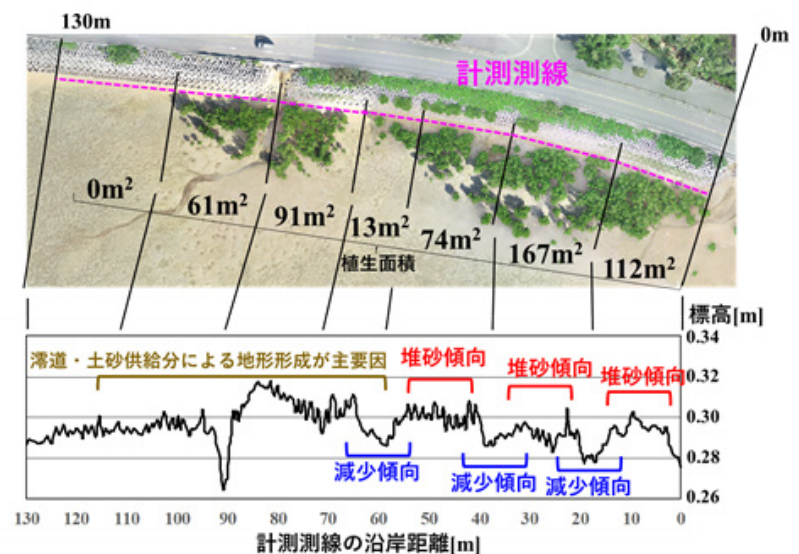 130m
0m
計測測線
0m²
61m²
91m²
13m²
74m²
167m²
112m²
植生面積
標高[m]
0.34
澪道・土砂供給分による地形形成が主要因
堆砂傾向
堆砂傾向
堆砂傾向
0.32
0.30
0.28
減少傾向
減少傾向
減少傾向
0.26
130 120 110 100 90 80 70 60 50 40 30 20 10 0
計測測線の沿岸距離[m]